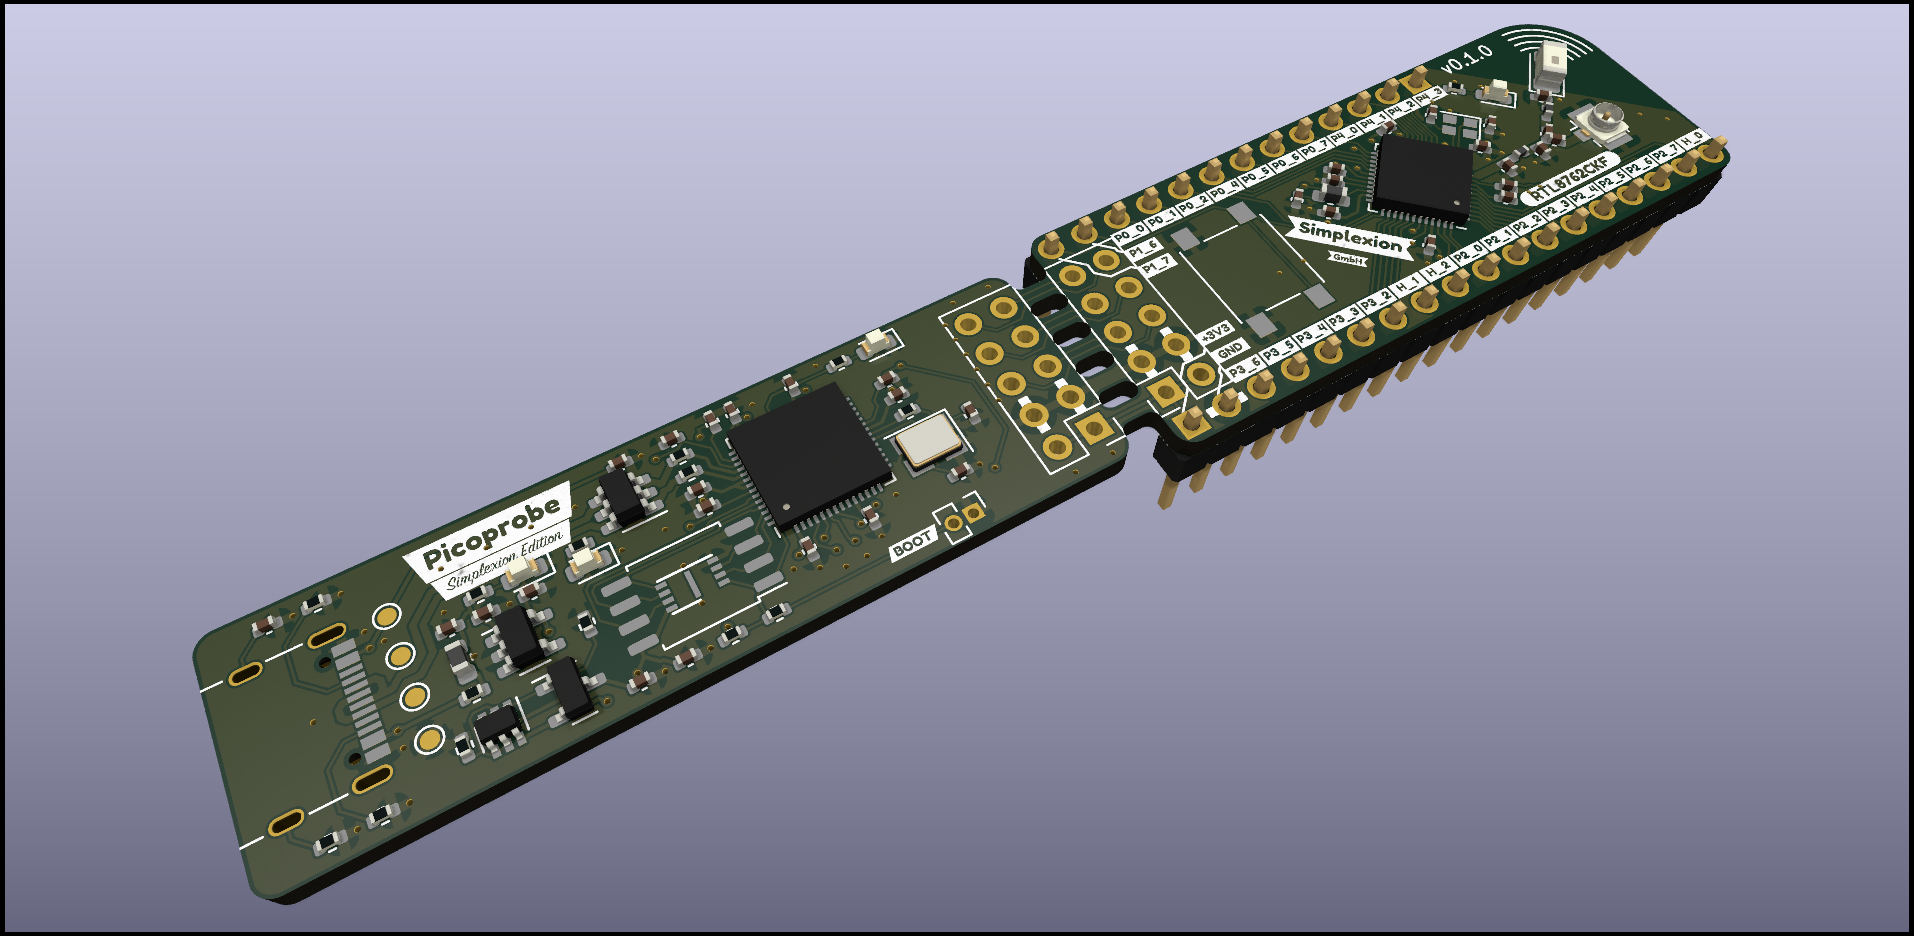 v0.1.0
P4_3
P4_2
P4_1
P4_0
P0_7
P0_6
P0_5
P0_4
P0_2
P0_1
P0_0
P1_6
P1_7
RTL8762CKF
Simplexion
GmbH
H_0
P2_7
P2_6
P2_5
P2_4
P2_3
P2_2
P2_1
P2_0
H_2
H_1
P3_2
P3_3
P3_4
P3_5
P3_6
+3V3
GND
Picoprobe
Simplexion Edition
BOOT